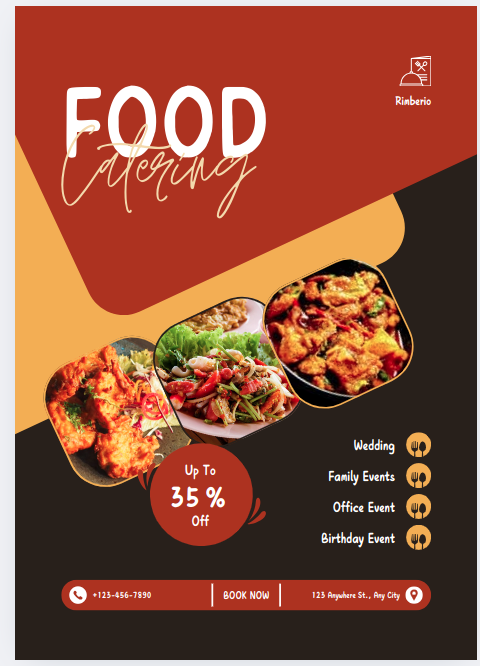 Rimberio
FOOD
Catering
Up To
35 %
Off
Wedding
Family Events
Office Event
Birthday Event
+123-456-7890
BOOK NOW
123 Anywhere St., Any City